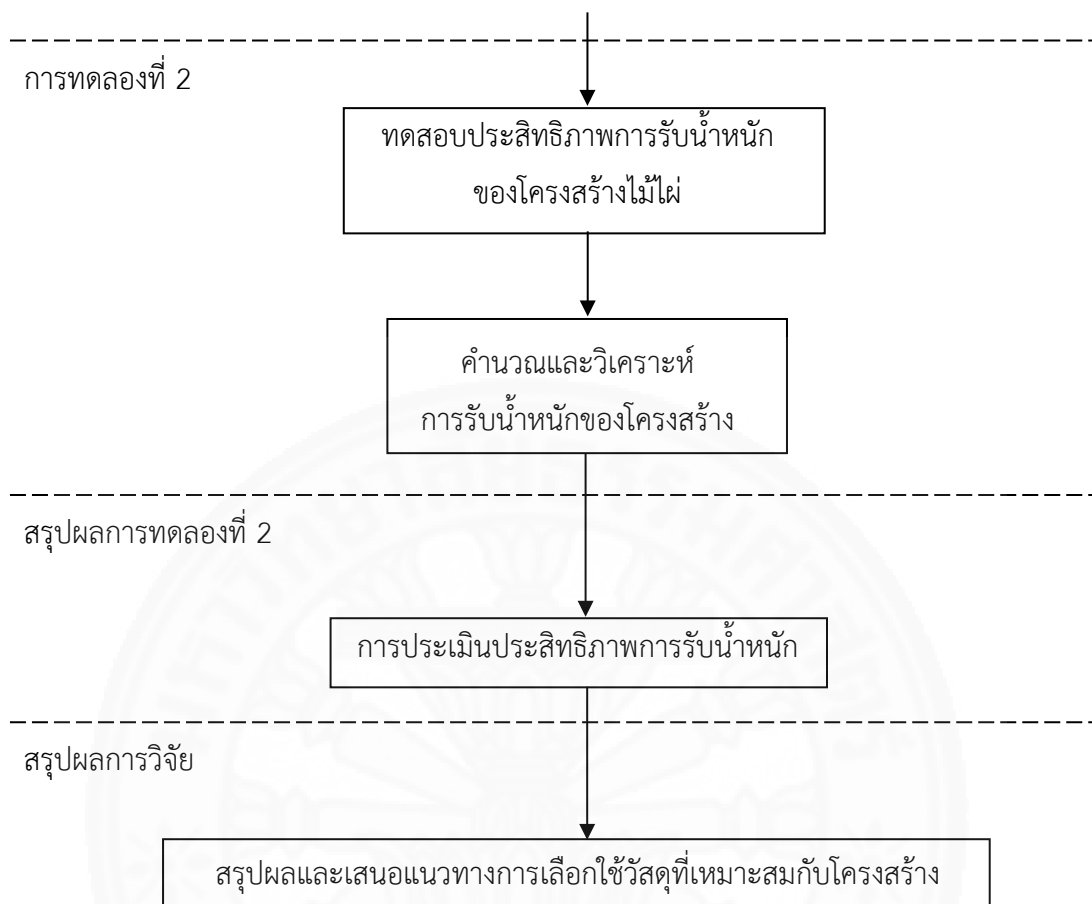 การทดลองที่ 2
ทดสอบประสิทธิภาพการรับน้ำหนัก
ของโครงสร้างไม้ไผ่
คำนวณและวิเคราะห์
การรับน้ำหนักของโครงสร้าง
สรุปผลการทดลองที่ 2
การประเมินประสิทธิภาพการรับน้ำหนัก
สรุปผลการวิจัย
สรุปผลและเสนอแนวทางการเลือกใช้วัสดุที่เหมาะสมกับโครงสร้าง